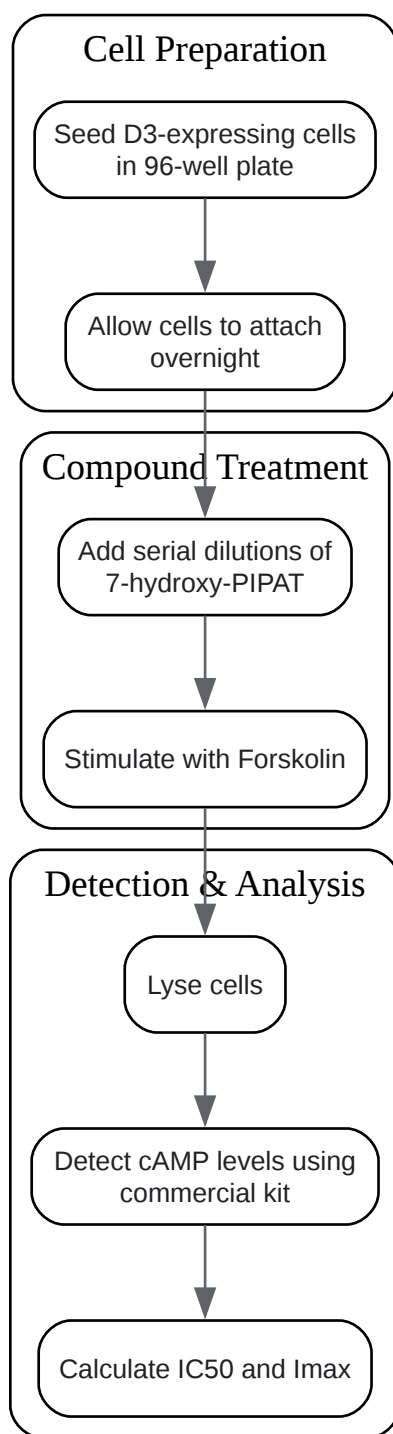 Cell Preparation
Seed D3-expressing cells
in 96-well plate
Allow cells to attach
overnight
Compound Treatment
Add serial dilutions of
7-hydroxy-PIPAT
Stimulate with Forskolin
Detection & Analysis
Lyse cells
Detect cAMP levels using
commercial kit
Calculate IC50 and Imax